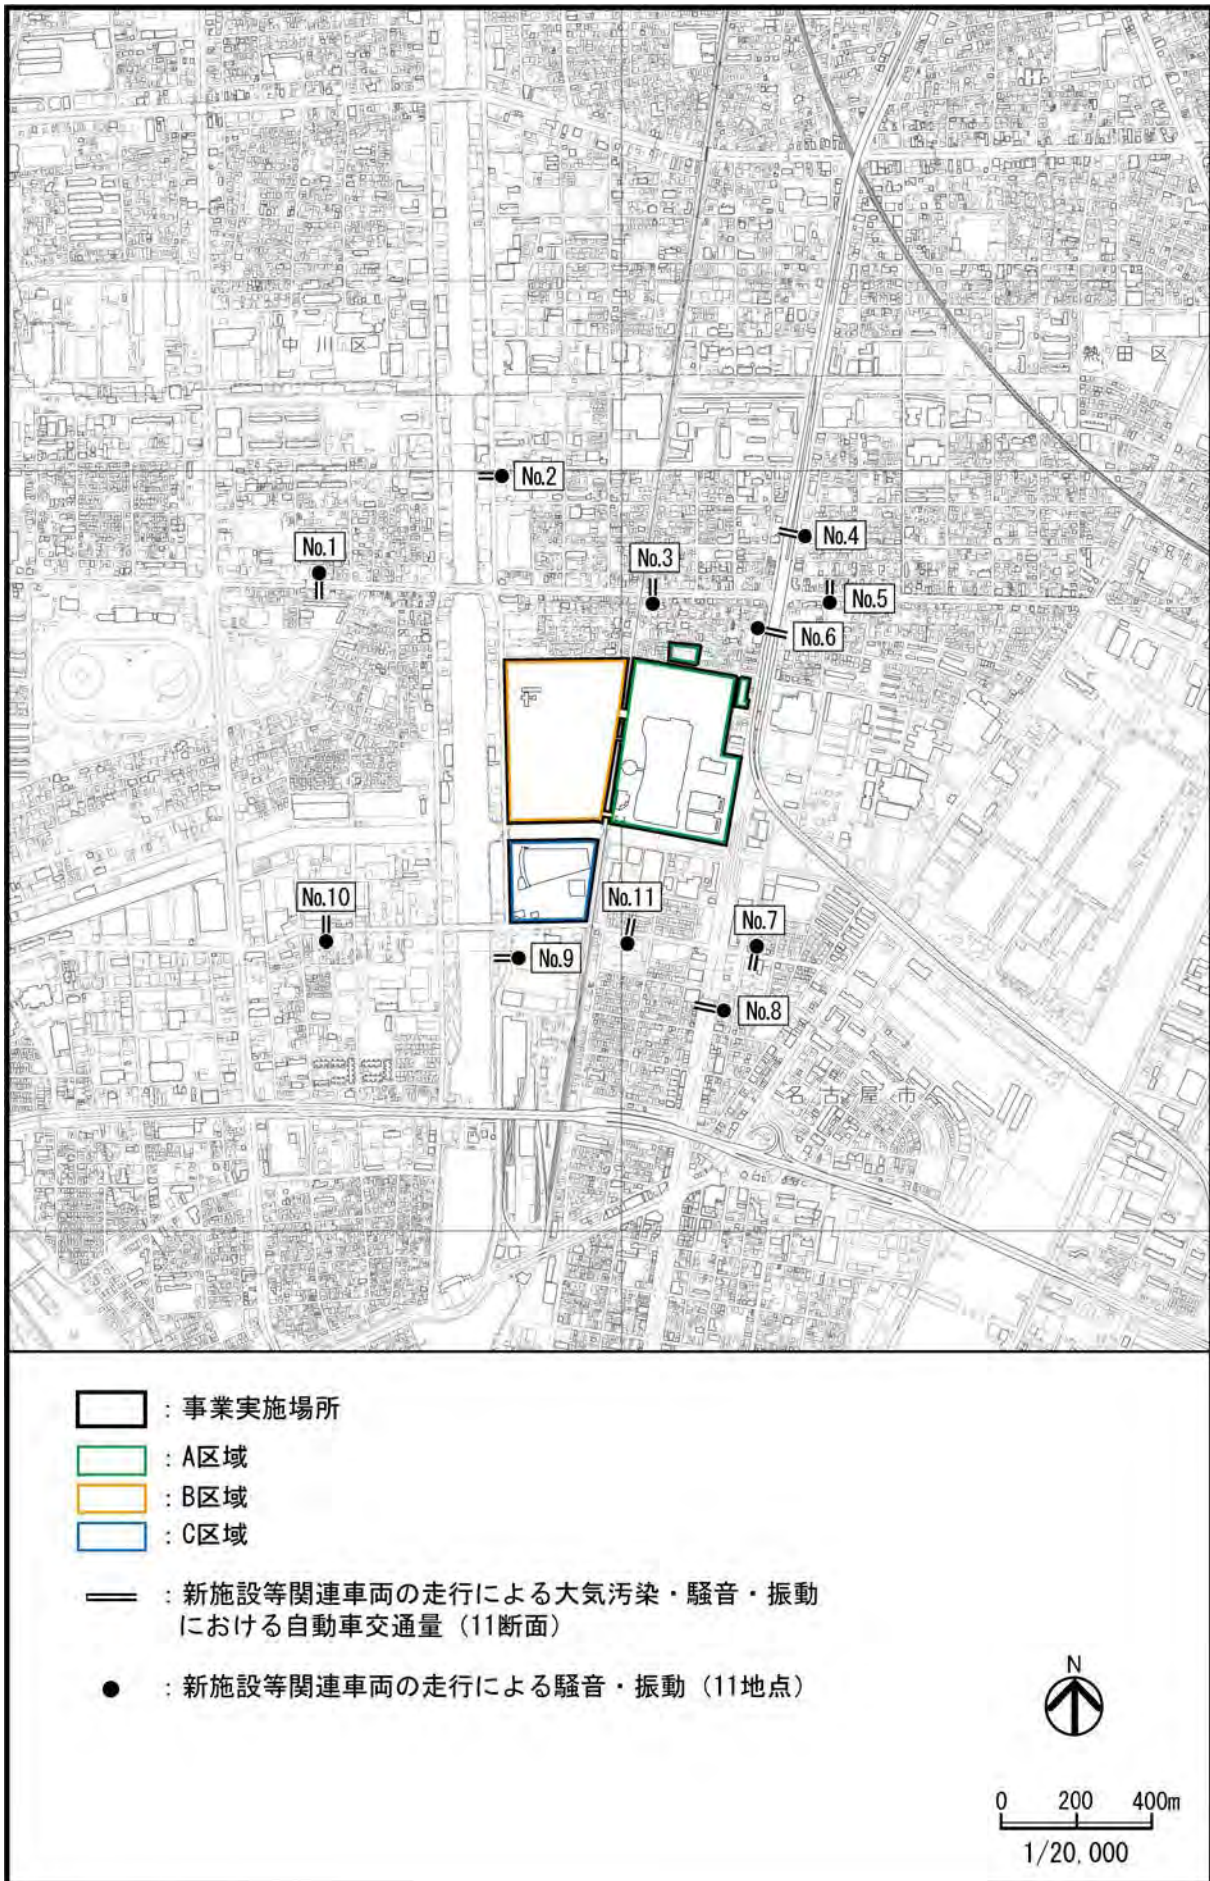 中川区
熱田区
No.2
No.4
No.1
No.3
No.5
No.6
No.10
No.11
No.7
No.9
No.8
名古屋市
：事業実施場所
：A区域
：B区域
：C区域
：新施設等関連車両の走行による大気汚染・騒音・振動
における自動車交通量（11断面）
：新施設等関連車両の走行による騒音・振動（11地点）
N
0 200 400m
1/20,000